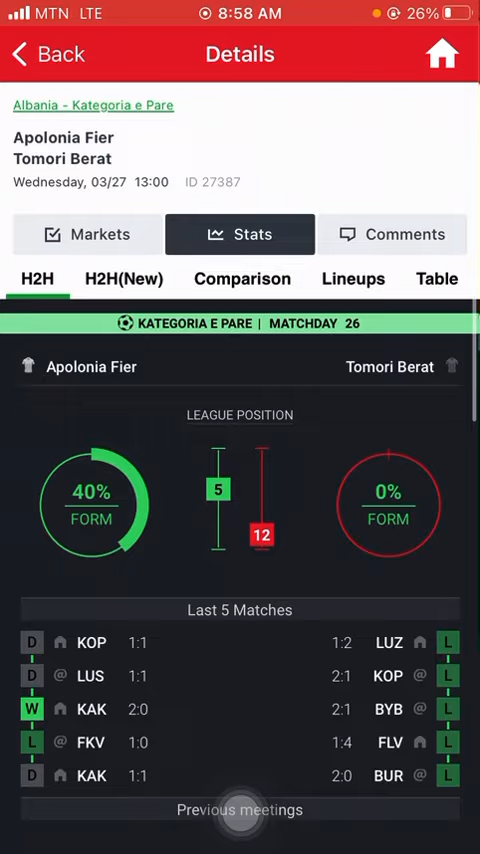 MTN LTE 8:58 AM 26%
Back Details
Albania - Kategoria e Pare
Apolonia Fier
Tomori Berat
Wednesday, 03/27 13:00 ID 27387
Markets Stats Comments
H2H H2H(New) Comparison Lineups Table
KATEGORIA E PARE | MATCHDAY 26
Apolonia Fier Tomori Berat
LEAGUE POSITION
40% FORM 5 12 0% FORM
Last 5 Matches
D KOP 1:1 1:2 LUZ L
D @ LUS 1:1 2:1 KOP @ L
W KAK 2:0 2:1 BYB @ L
L @ FKV 1:0 1:4 FLV L
D KAK 1:1 2:0 BUR @ L
Previous meetings